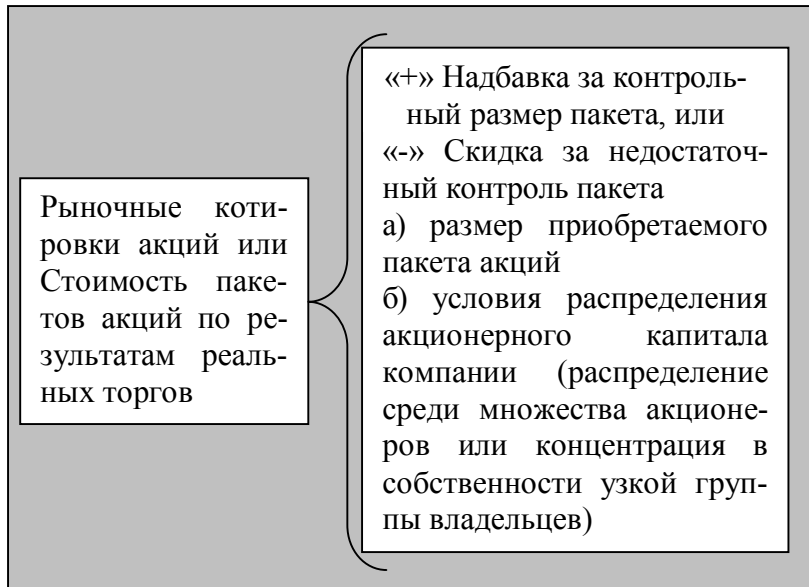 Рыночные коти-
ровки акций или
Стоимость паке-
тов акций по ре-
зультатам реаль-
ных торгов
«+» Надбавка за контроль-
ный размер пакета, или
«-» Скидка за недостаточ-
ный контроль пакета
а) размер приобретаемого
пакета акций
б) условия распределения
акционерного капитала
компании (распределение
среди множества акционе-
ров или концентрация в
собственности узкой груп-
пы владельцев)